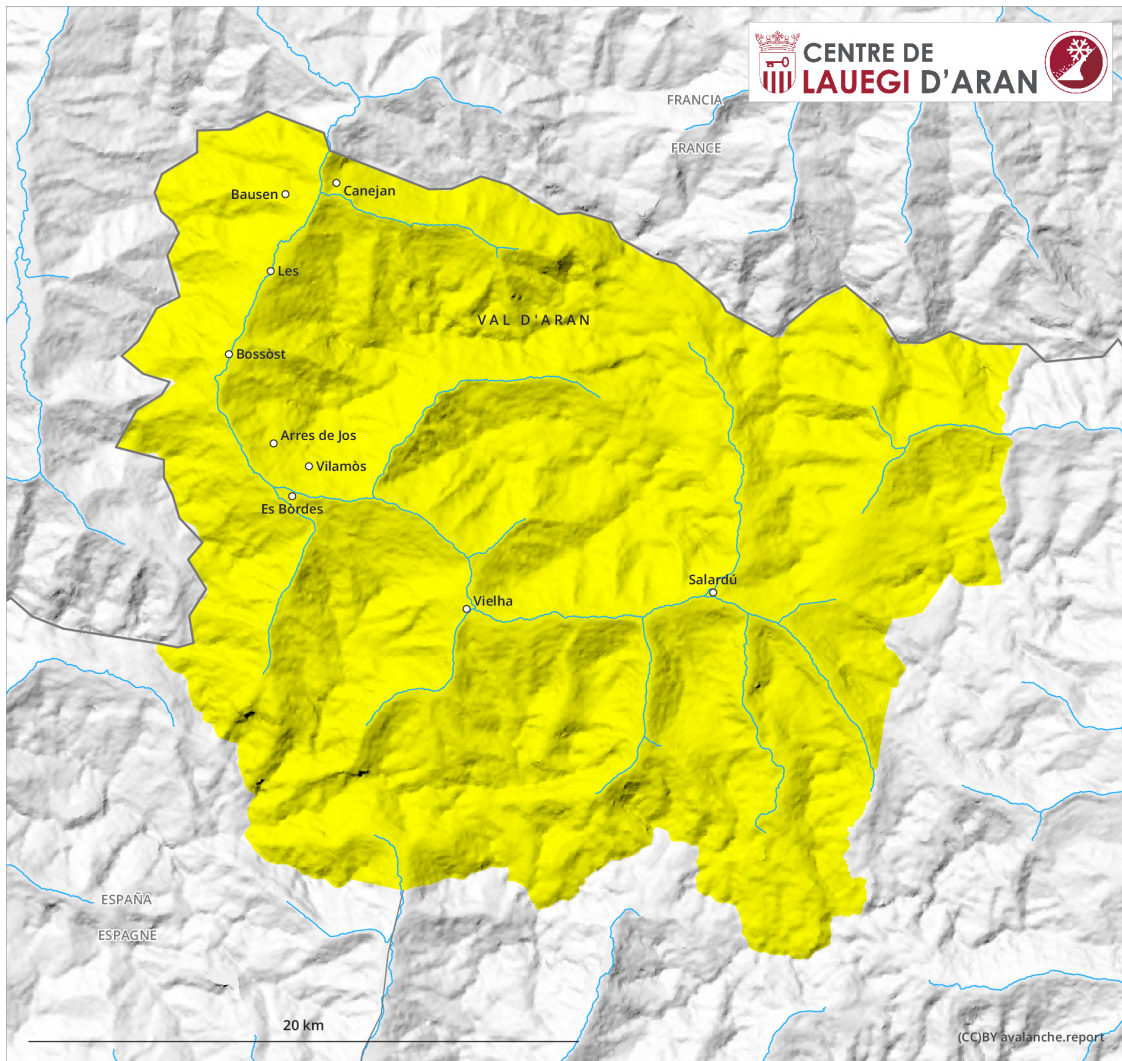 CENTRE DE
LAUEGI D'ARAN
FRANCIA
FRANCE
Canejan
Bausen
Les
VAL D'ARAN
Bossòst
Arres de Jos
Vilamòs
Es Bòrdes
Salardú
Vielha
ESPAÑA
ESPAGNE
20 km
(CC)BY avalanche.report